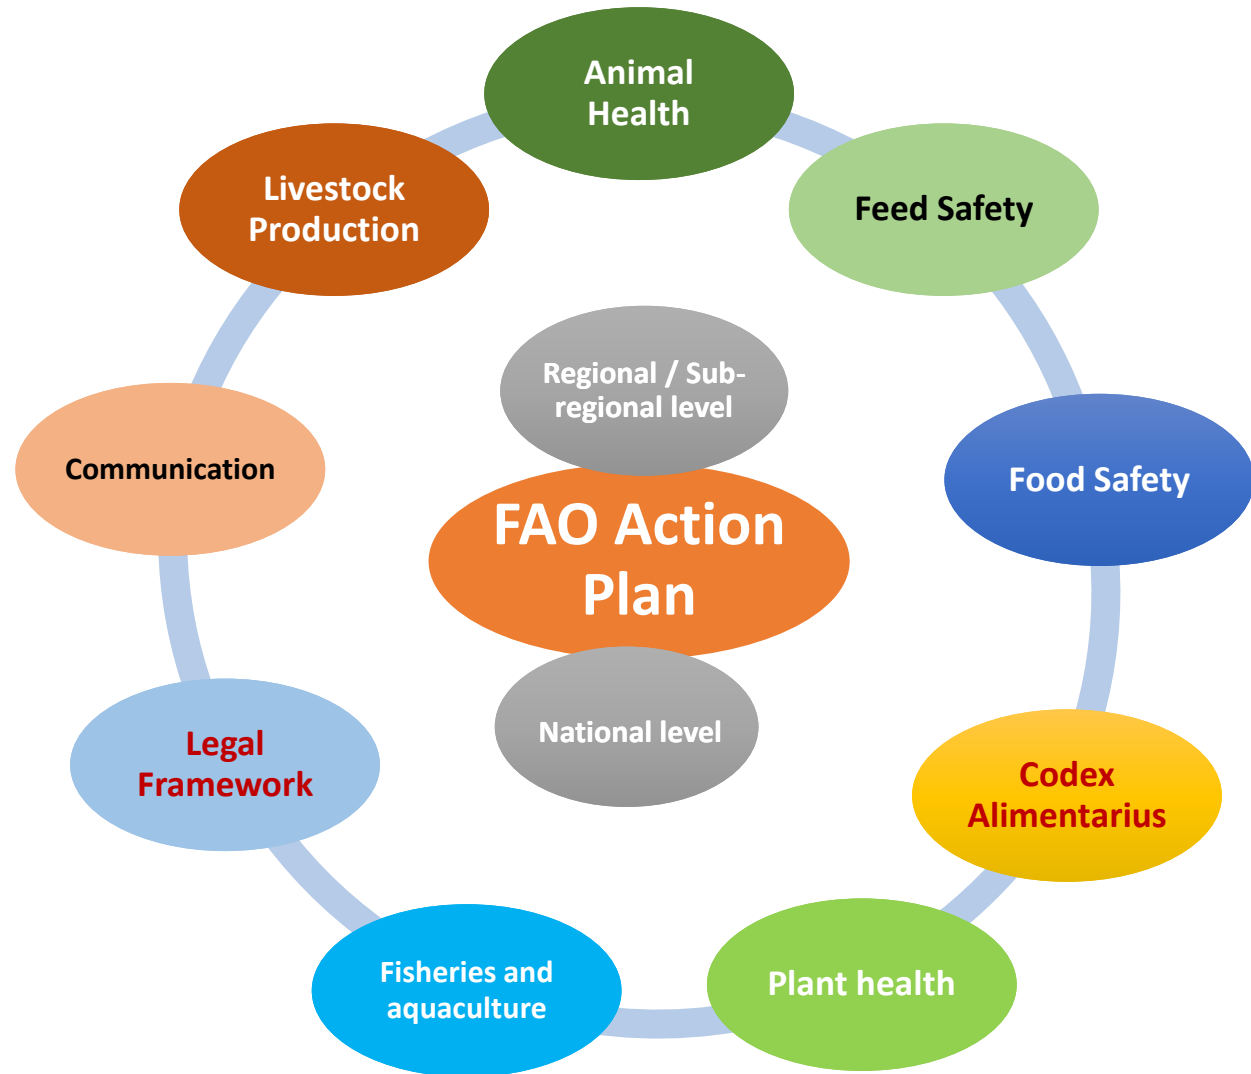 Animal
Health
Livestock
Production
Feed Safety
Regional / Sub-
regional level
Communication
Food Safety
FAO Action
Plan
National level
Legal
Framework
Codex
Alimentarius
Fisheries and
aquaculture
Plant health